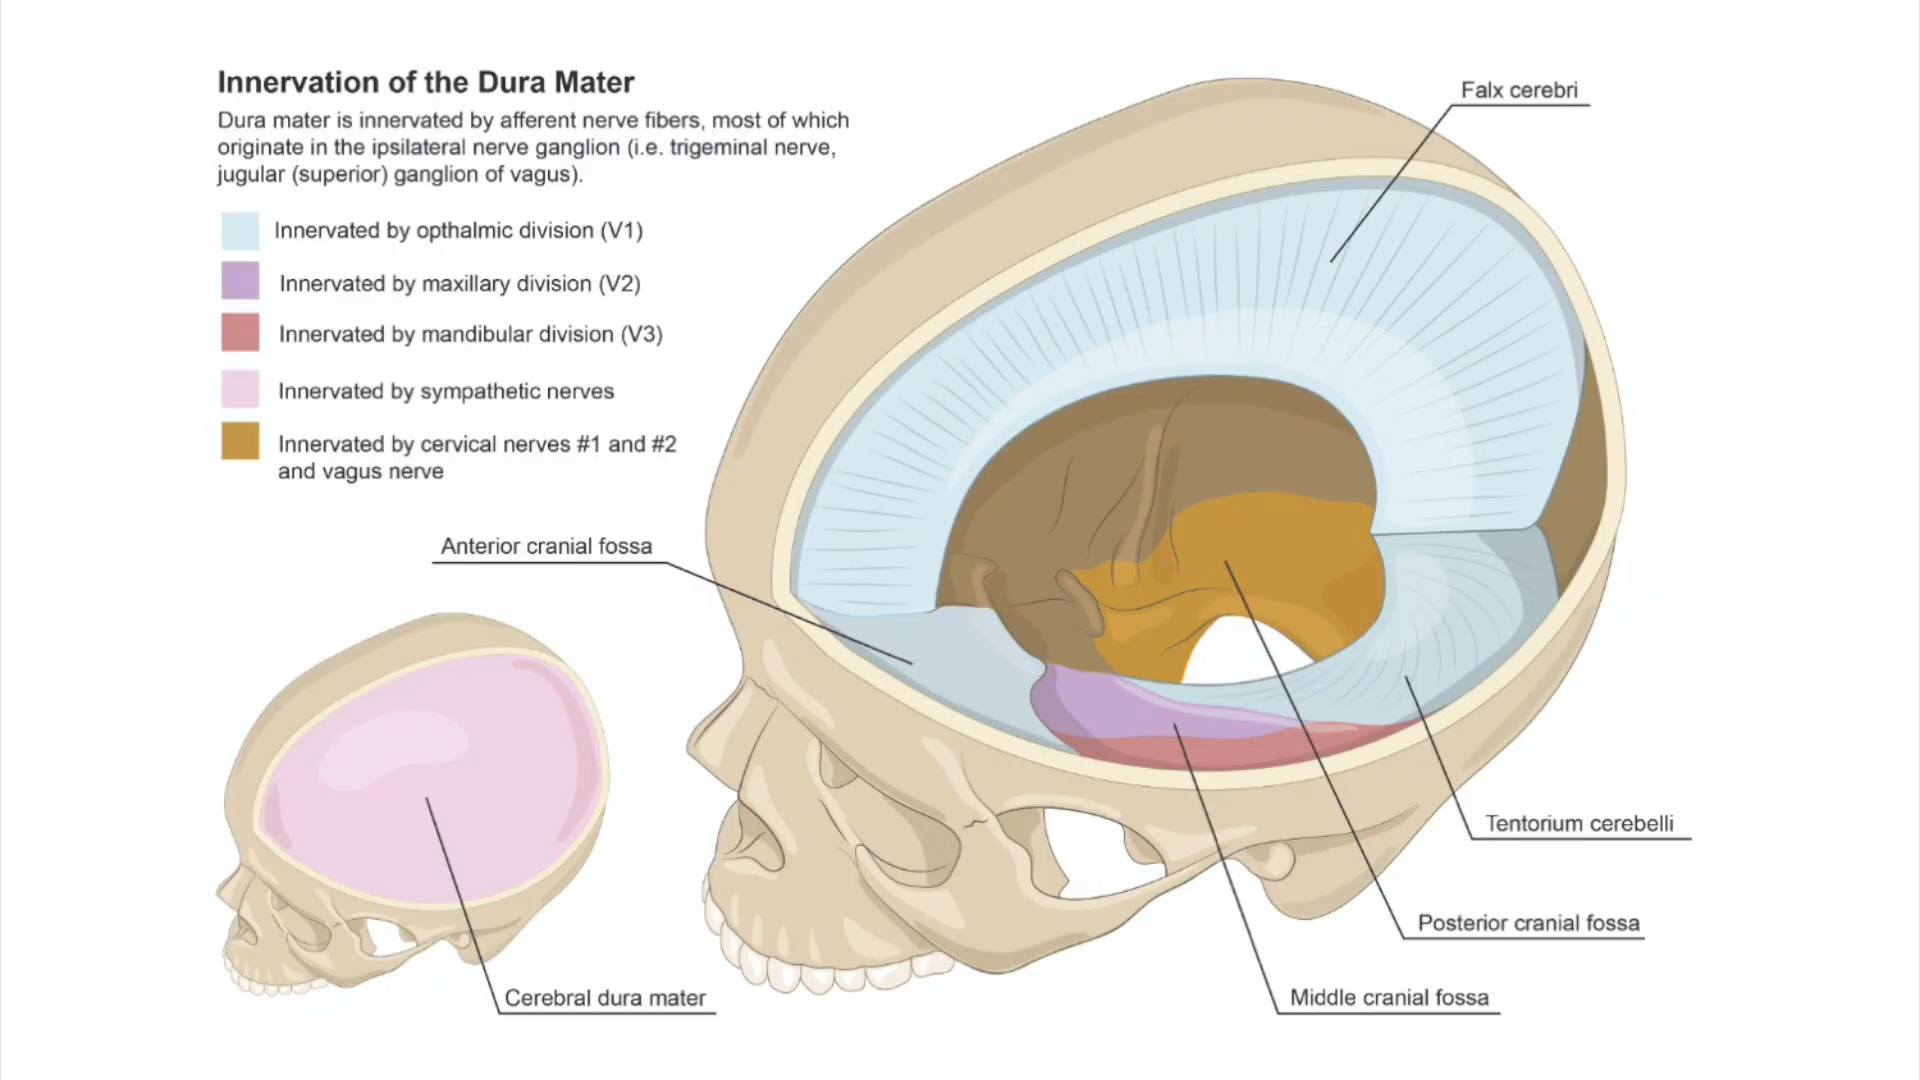 Innervation of the Dura Mater
Dura mater is innervated by afferent nerve fibers, most of which
originate in the ipsilateral nerve ganglion (i.e. trigeminal nerve,
jugular (superior) ganglion of vagus).
Innervated by opthalmic division (V1)
Innervated by maxillary division (V2)
Innervated by mandibular division (V3)
Innervated by sympathetic nerves
Innervated by cervical nerves #1 and #2
and vagus nerve
Falx cerebri
Anterior cranial fossa
Tentorium cerebelli
Posterior cranial fossa
Middle cranial fossa
Cerebral dura mater